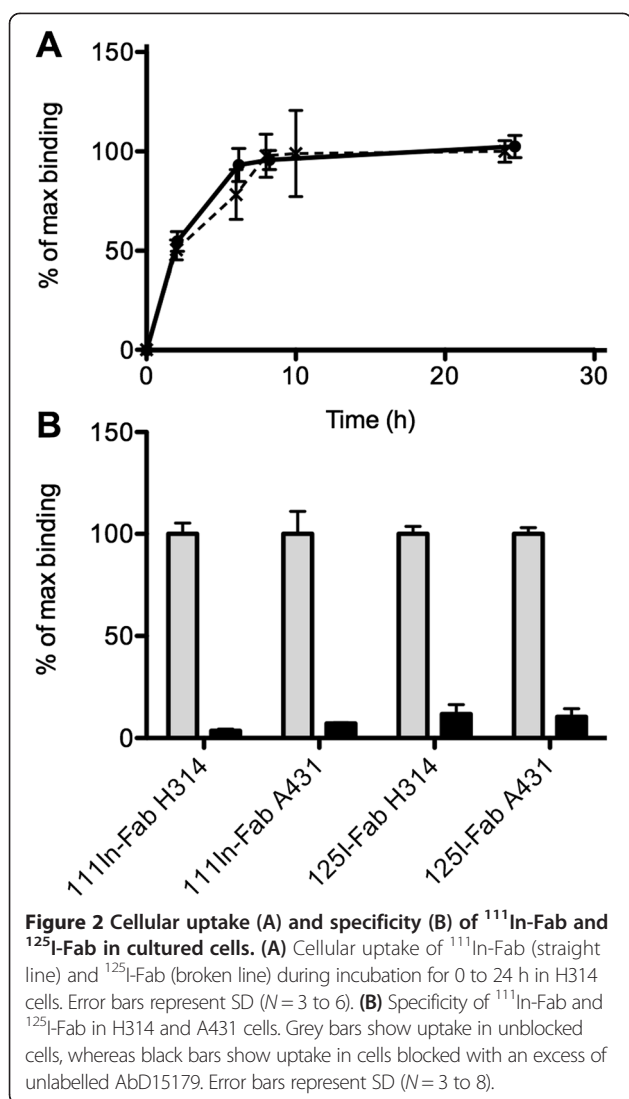 A
150
100
50
0
% of max binding
0
10
20
30
Time (h)
B
150
100
50
0
% of max binding
111In-Fab H314
111In-Fab A431
125I-Fab H314
125I-Fab A431
Figure 2 Cellular uptake (A) and specificity (B) of ¹¹¹In-Fab and
¹²⁵I-Fab in cultured cells. (A) Cellular uptake of ¹¹¹In-Fab (straight
line) and ¹²⁵I-Fab (broken line) during incubation for 0 to 24 h in H314
cells. Error bars represent SD (N = 3 to 6). (B) Specificity of ¹¹¹In-Fab and
¹²⁵I-Fab in H314 and A431 cells. Grey bars show uptake in unblocked
cells, whereas black bars show uptake in cells blocked with an excess of
unlabelled AbD15179. Error bars represent SD (N = 3 to 8).